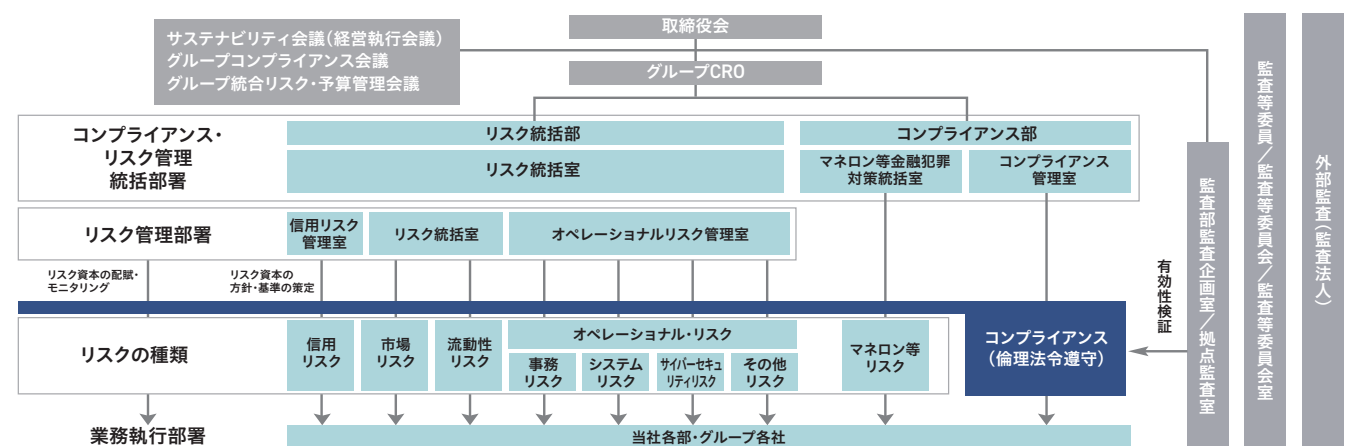 取締役会
サステナビリティ会議(経営執行会議)
グループコンプライアンス会議
グループ統合リスク・予算管理会議
グループCRO
コンプライアンス・
リスク管理
統括部署
リスク統括部
コンプライアンス部
リスク統括室
マネロン等金融犯罪
対策統括室
コンプライアンス
管理室
リスク管理部署
信用リスク
管理室
リスク統括室
オペレーショナルリスク管理室
リスク資本の配賦・
モニタリング
リスク資本の
方針・基準の策定
リスクの種類
信用
リスク
市場
リスク
流動性
リスク
オペレーショナル・リスク
事務
リスク
システム
リスク
サイバーセキュ
リティリスク
その他
リスク
マネロン等
リスク
コンプライアンス
(倫理法令遵守)
有効性検証
業務執行部署
当社各部・グループ各社
監査部監査企画室/拠点監査室
監査等委員/監査等委員会/監査等委員会室
外部監査(監査法人)